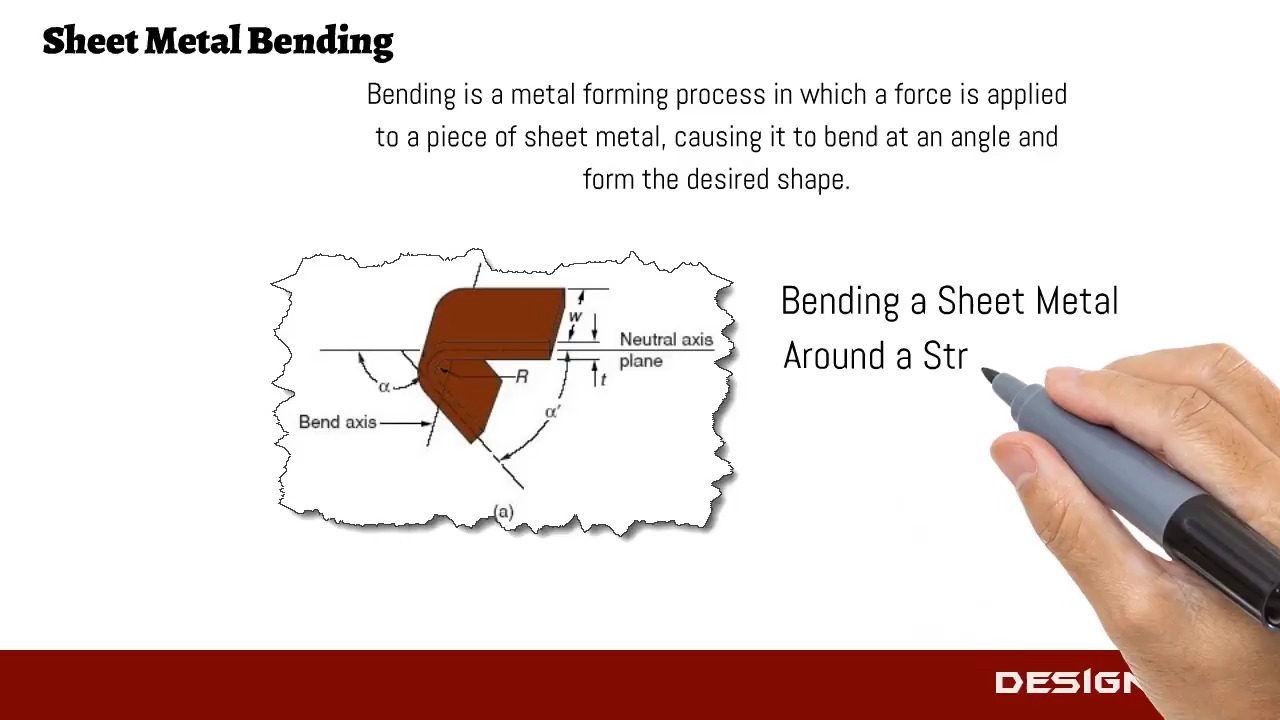 Sheet Metal Bending
Bending is a metal forming process in which a force is applied
to a piece of sheet metal, causing it to bend at an angle and
form the desired shape.
Bending a Sheet Metal
Around a Str
w
Neutral axis
plane
α
R
t
α'
Bend axis
(a)
DESIGN